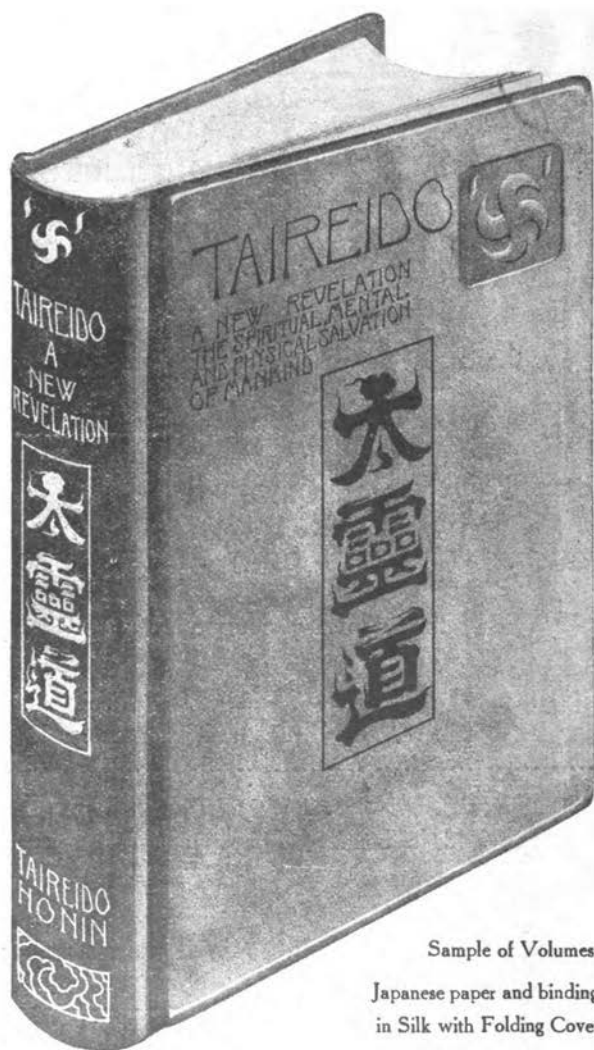 TAIREIDO
A
NEW
REVELATION
太
靈
道
TAIREIDO
HONIN
TAIREIDO
A NEW REVELATION
THE SPIRITUAL, MENTAL,
AND PHYSICAL SALVATION
OF MANKIND
太
靈
道
Sample of Volumes
Japanese paper and binding
in Silk with Folding Cove